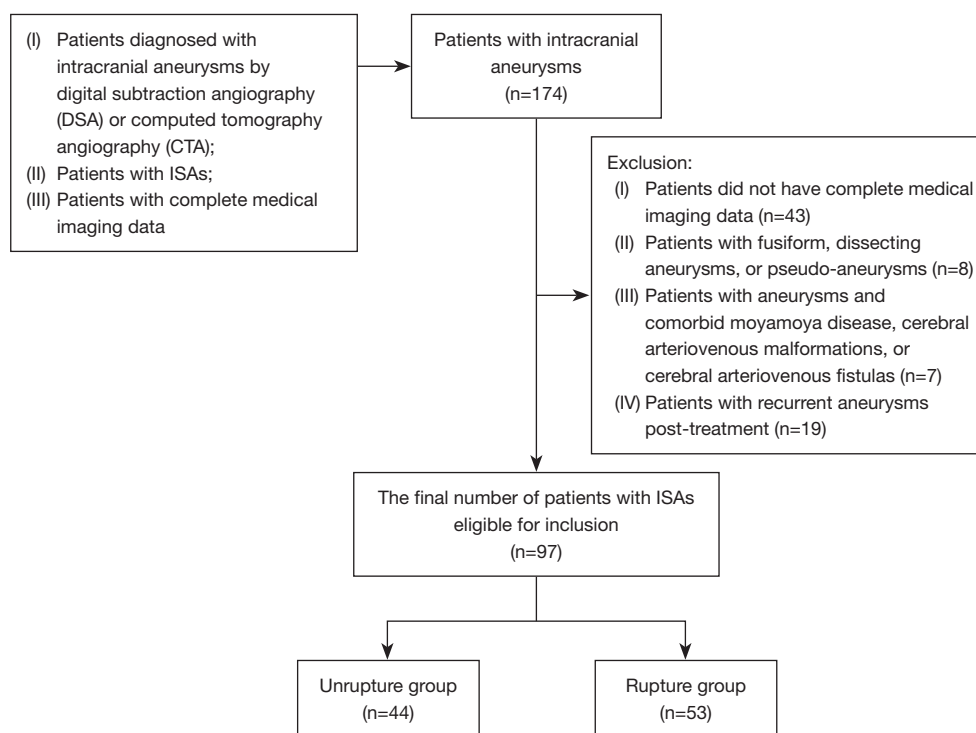 (I) Patients diagnosed with
intracranial aneurysms by
digital subtraction angiography
(DSA) or computed tomography
angiography (CTA);
(II) Patients with ISAs;
(III) Patients with complete medical
imaging data
Patients with intracranial
aneurysms
(n=174)
Exclusion:
(I) Patients did not have complete medical
imaging data (n=43)
(II) Patients with fusiform, dissecting
aneurysms, or pseudo-aneurysms (n=8)
(III) Patients with aneurysms and
comorbid moyamoya disease, cerebral
arteriovenous malformations, or
cerebral arteriovenous fistulas (n=7)
(IV) Patients with recurrent aneurysms
post-treatment (n=19)
The final number of patients with ISAs
eligible for inclusion
(n=97)
Unrupture group
(n=44)
Rupture group
(n=53)